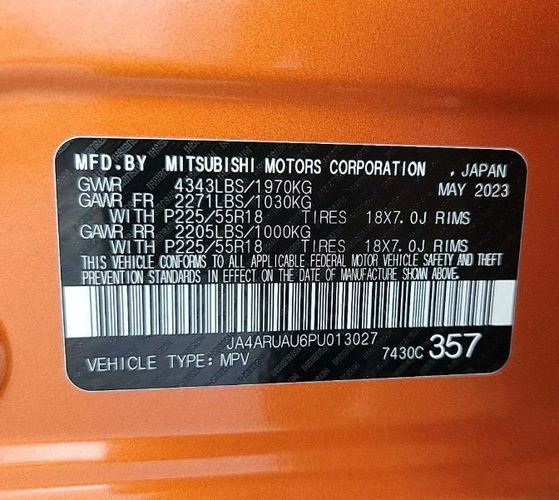 MFD.BY MITSUBISHI MOTORS CORPORATION , JAPAN
GWWR 4343LBS/1970KG MAY 2023
GAWR FR 2271LBS/1030KG
WITH P225/55R18 TIRES 18X7.0J RIMS
GAWR RR 2205LBS/1000KG
WITH P225/55R18 TIRES 18X7.0J RIMS
THIS VEHICLE CONFORMS TO ALL APPLICABLE FEDERAL MOTOR VEHICLE SAFETY AND THEFT
PREVENTION STANDARDS IN EFFECT ON THE DATE OF MANUFACTURE SHOWN ABOVE.
JA4ARUAU6PU013027
VEHICLE TYPE: MPV 7430C 357